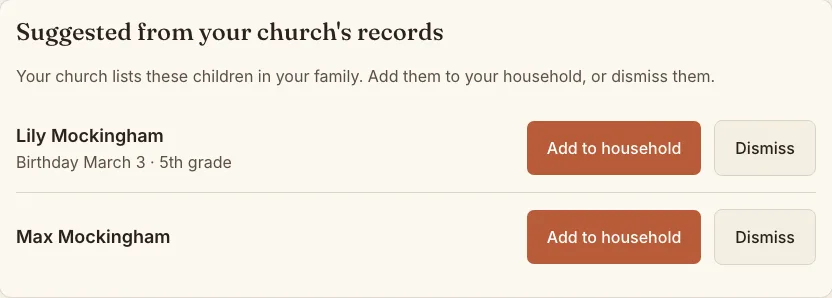 Suggested from your church's records
Your church lists these children in your family. Add them to your household, or dismiss them.
Lily Mockingham
Birthday March 3 · 5th grade
Add to household
Dismiss
Max Mockingham
Add to household
Dismiss